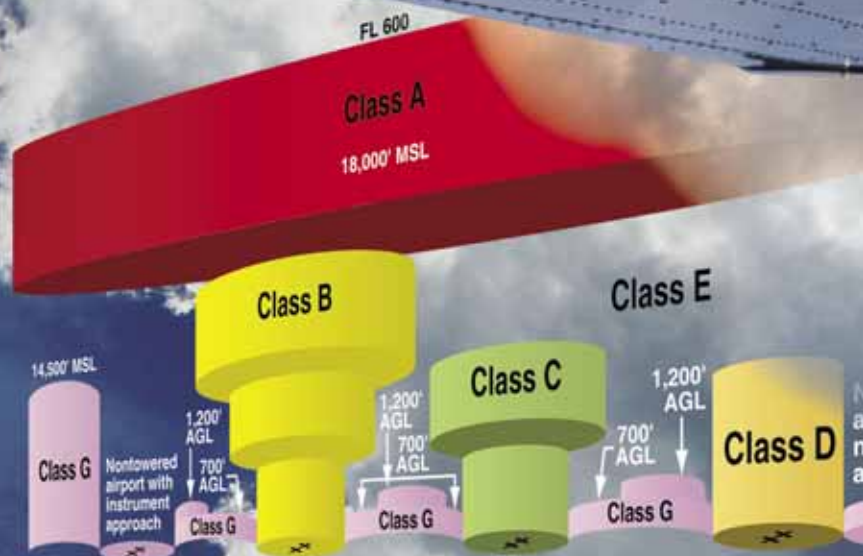 FL 600
Class A
18,000' MSL
Class B
Class E
Class C
Class D
14,500' MSL
Class G
Nontowered
airport with
instrument
approach
1,200'
AGL
700'
AGL
Class G
1,200'
AGL
700'
AGL
Class G
700'
AGL
1,200'
AGL
Class G